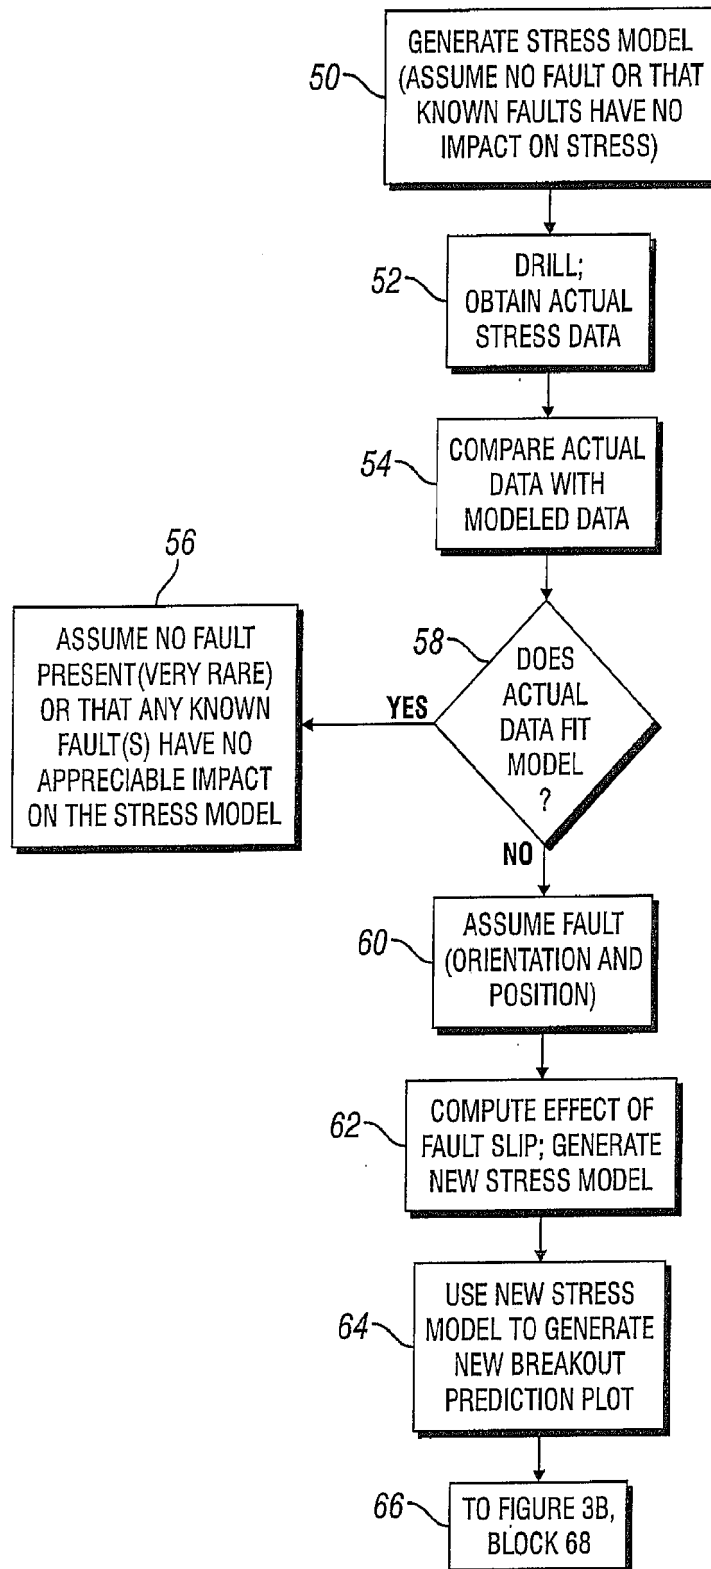 50
GENERATE STRESS MODEL
(ASSUME NO FAULT OR THAT
KNOWN FAULTS HAVE NO
IMPACT ON STRESS)
52
DRILL;
OBTAIN ACTUAL
STRESS DATA
54
COMPARE ACTUAL
DATA WITH
MODELED DATA
56
ASSUME NO FAULT
PRESENT(VERY RARE)
OR THAT ANY KNOWN
FAULT(S) HAVE NO
APPRECIABLE IMPACT
ON THE STRESS MODEL
58
DOES
ACTUAL
DATA FIT
MODEL
?
YES
NO
60
ASSUME FAULT
(ORIENTATION AND
POSITION)
62
COMPUTE EFFECT OF
FAULT SLIP; GENERATE
NEW STRESS MODEL
64
USE NEW STRESS
MODEL TO GENERATE
NEW BREAKOUT
PREDICTION PLOT
66
TO FIGURE 3B,
BLOCK 68